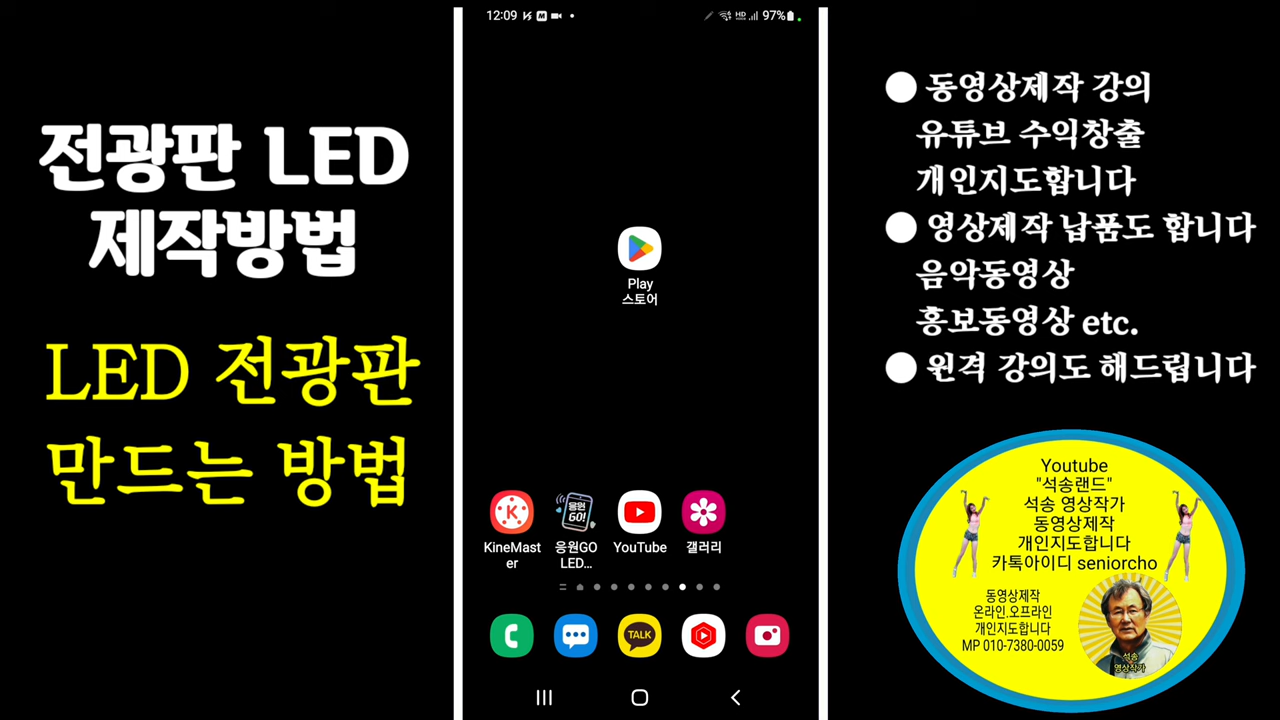 전광판 LED
제작방법
LED 전광판
만드는 방법
12:09
97%
Play
스토어
KineMast
er
응원
GO!
응원GO
LED...
YouTube
갤러리
TALK
● 동영상제작 강의
유튜브 수익창출
개인지도합니다
● 영상제작 납품도 합니다
음악동영상
홍보동영상 etc.
● 원격 강의도 해드립니다
Youtube
"석송랜드"
석송 영상작가
동영상제작
개인지도합니다
카톡아이디 seniorcho
동영상제작
온라인.오프라인
개인지도합니다
MP 010-7380-0059
석송
영상작가